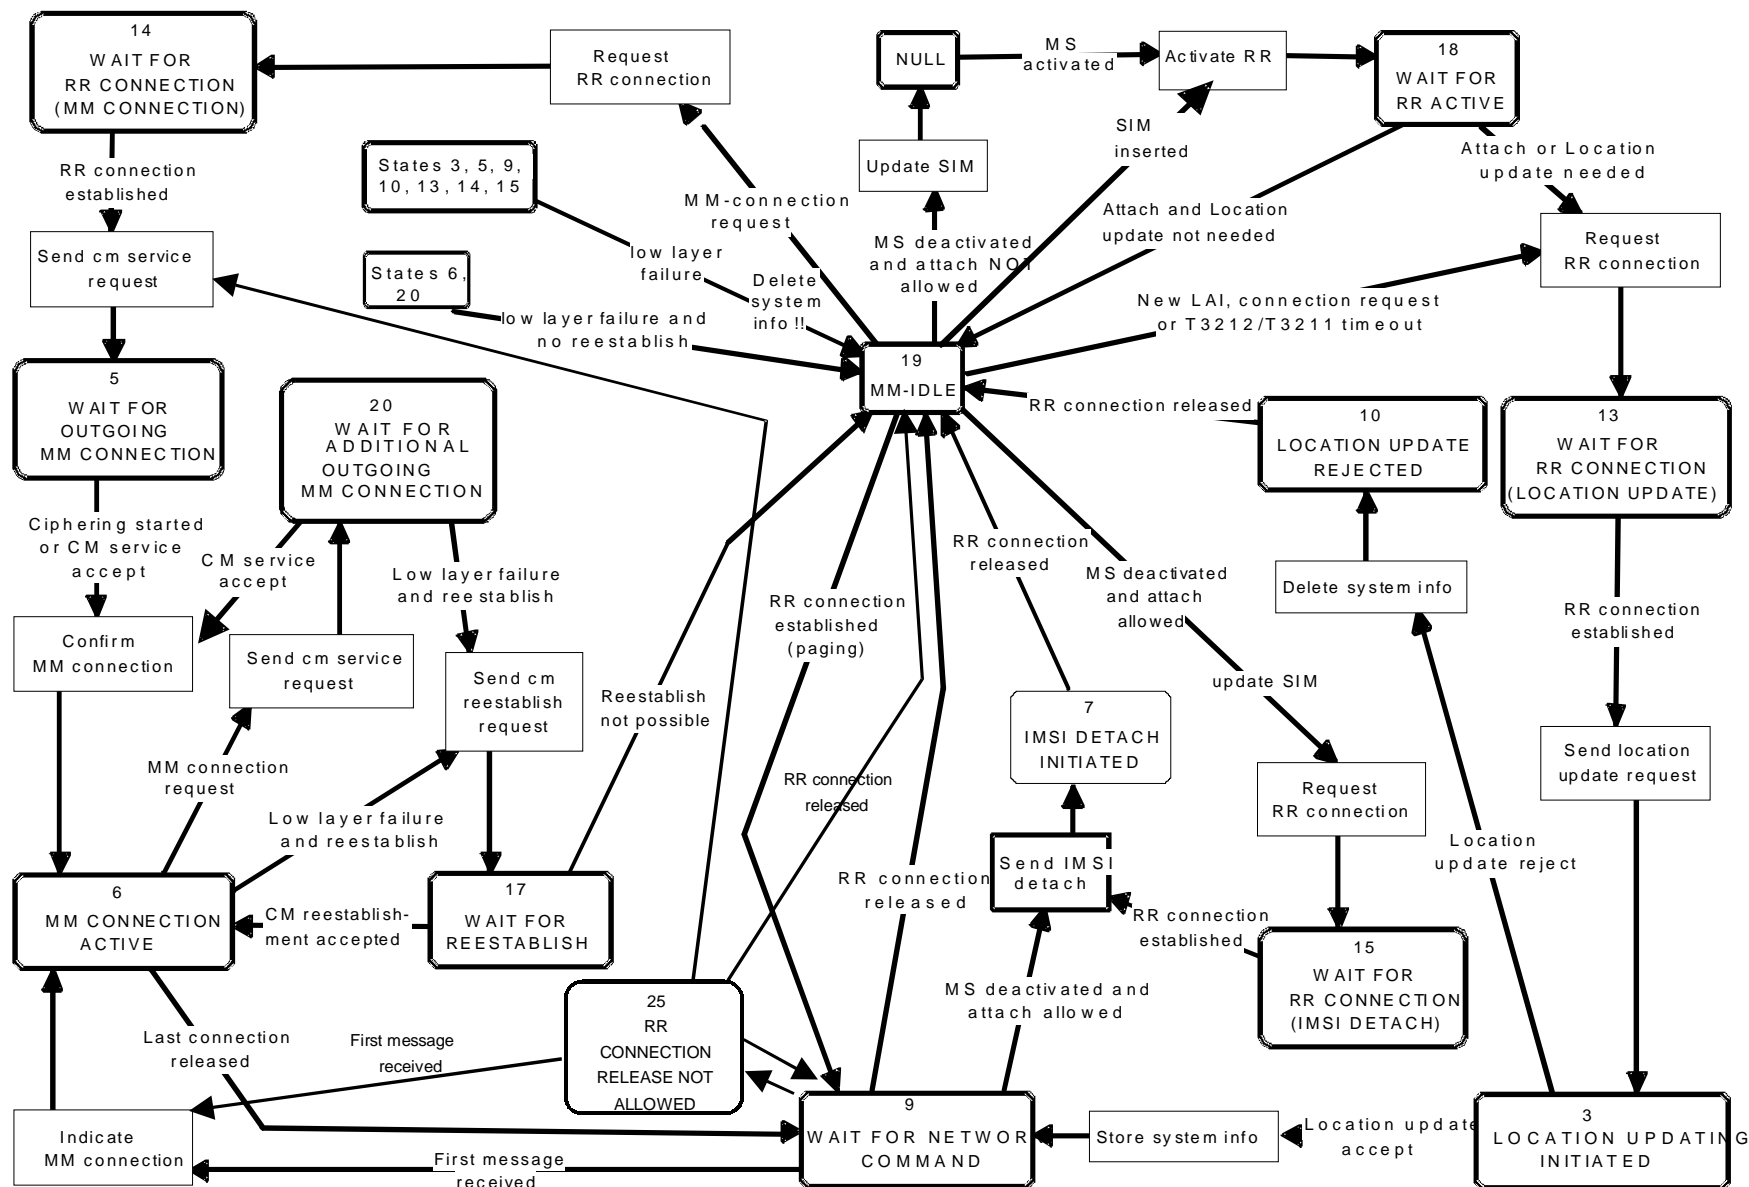 14
WAIT FOR
RR CONNECTION
(MM CONNECTION)
Request
RR connection
NULL
MS
activated
Activate RR
18
WAIT FOR
RR ACTIVE
RR connection
established
States 3, 5, 9,
10, 13, 14, 15
Update SIM
SIM
inserted
Attach or Location
update needed
MM-connection
request
Attach and Location
update not needed
Send cm service
request
low layer
failure
MS deactivated
and attach NOT
allowed
Request
RR connection
States 6,
20
Delete
system
info !!
New LAI, connection request
or T3212/T3211 timeout
low layer failure and
no reestablish
19
MM-IDLE
5
WAIT FOR
OUTGOING
MM CONNECTION
20
WAIT FOR
ADDITIONAL
OUTGOING
MM CONNECTION
RR connection released
10
LOCATION UPDATE
REJECTED
13
WAIT FOR
RR CONNECTION
(LOCATION UPDATE)
Ciphering started
or CM service
accept
CM service
accept
Low layer failure
and reestablish
RR connection
released
MS deactivated
and attach
allowed
Delete system info
RR connection
established
(paging)
RR connection
established
Confirm
MM connection
Send cm service
request
Send cm
reestablish
request
Reestablish
not possible
update SIM
7
IMSI DETACH
INITIATED
Send location
update request
MM connection
request
RR connection
released
Request
RR connection
Low layer failure
and reestablish
Location
update reject
Send IMSI
detach
6
MM CONNECTION
ACTIVE
CM reestablish-
ment accepted
17
WAIT FOR
REESTABLISH
RR connection
released
RR connection
established
15
WAIT FOR
RR CONNECTION
(IMSI DETACH)
MS deactivated and
attach allowed
25
RR
CONNECTION
RELEASE NOT
ALLOWED
Last connection
released
First message
received
Indicate
MM connection
First message
received
9
WAIT FOR NETWOR
COMMAND
Store system info
Location update
accept
3
LOCATION UPDATING
INITIATED